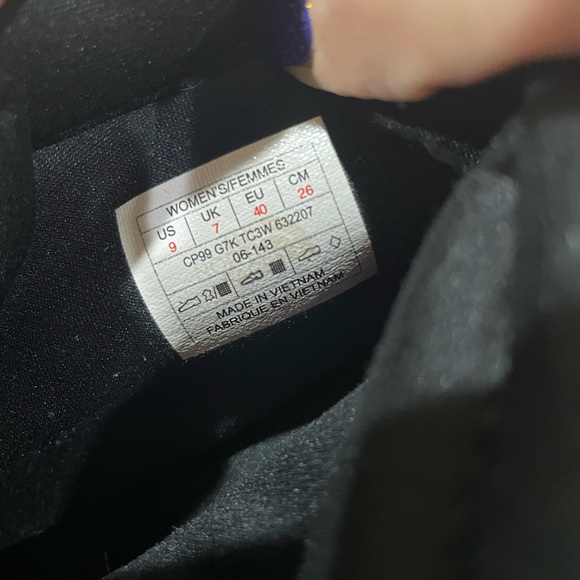 WOMEN'S/FEMMES
US UK EU CM
9 7 40 26
CP99 G7K TC3W 632207
06-143
MADE IN VIETNAM
FABRIQUE EN VIETNAM